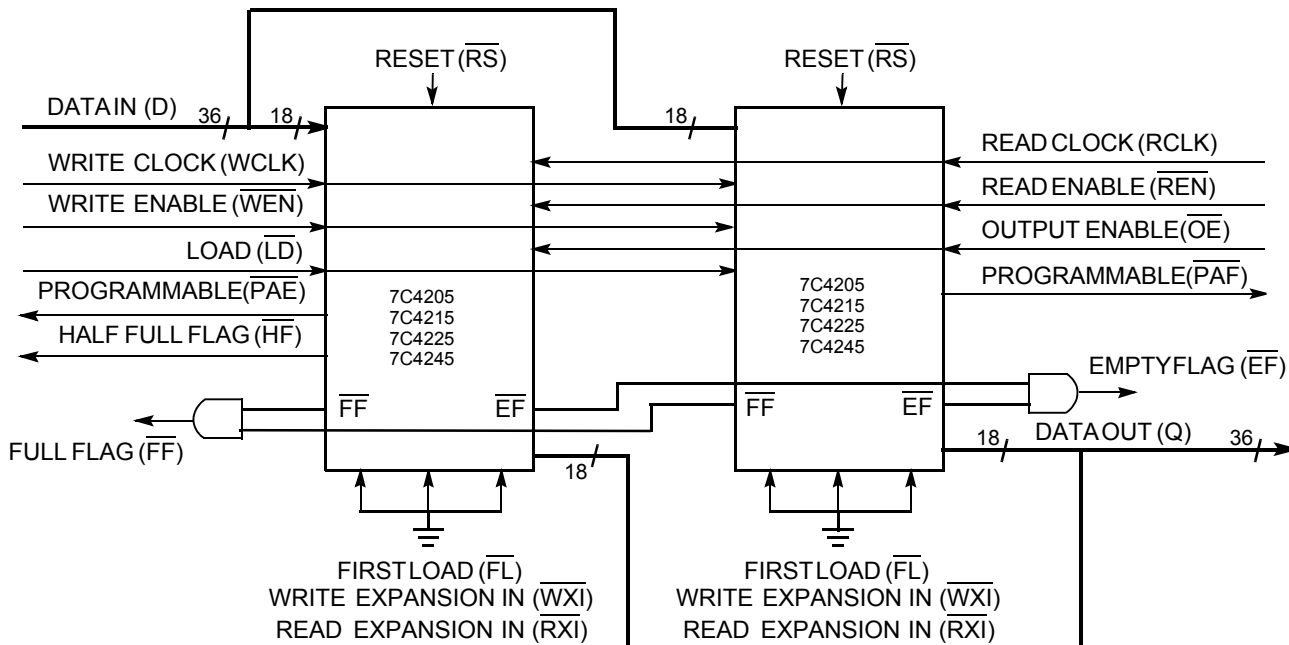 RESET (RS)
RESET (RS)
DATA IN (D)
36
18
18
READ CLOCK (RCLK)
WRITE CLOCK (WCLK)
READ ENABLE (REN)
WRITE ENABLE (WEN)
OUTPUT ENABLE (OE)
LOAD (LD)
PROGRAMMABLE (PAF)
PROGRAMMABLE (PAE)
7C4205
7C4215
7C4225
7C4245
7C4205
7C4215
7C4225
7C4245
HALF FULL FLAG (HF)
EMPTY FLAG (EF)
FF
EF
FF
EF
FULL FLAG (FF)
18
18
DATA OUT (Q)
36
FIRST LOAD (FL)
WRITE EXPANSION IN (WXI)
READ EXPANSION IN (RXI)
FIRST LOAD (FL)
WRITE EXPANSION IN (WXI)
READ EXPANSION IN (RXI)